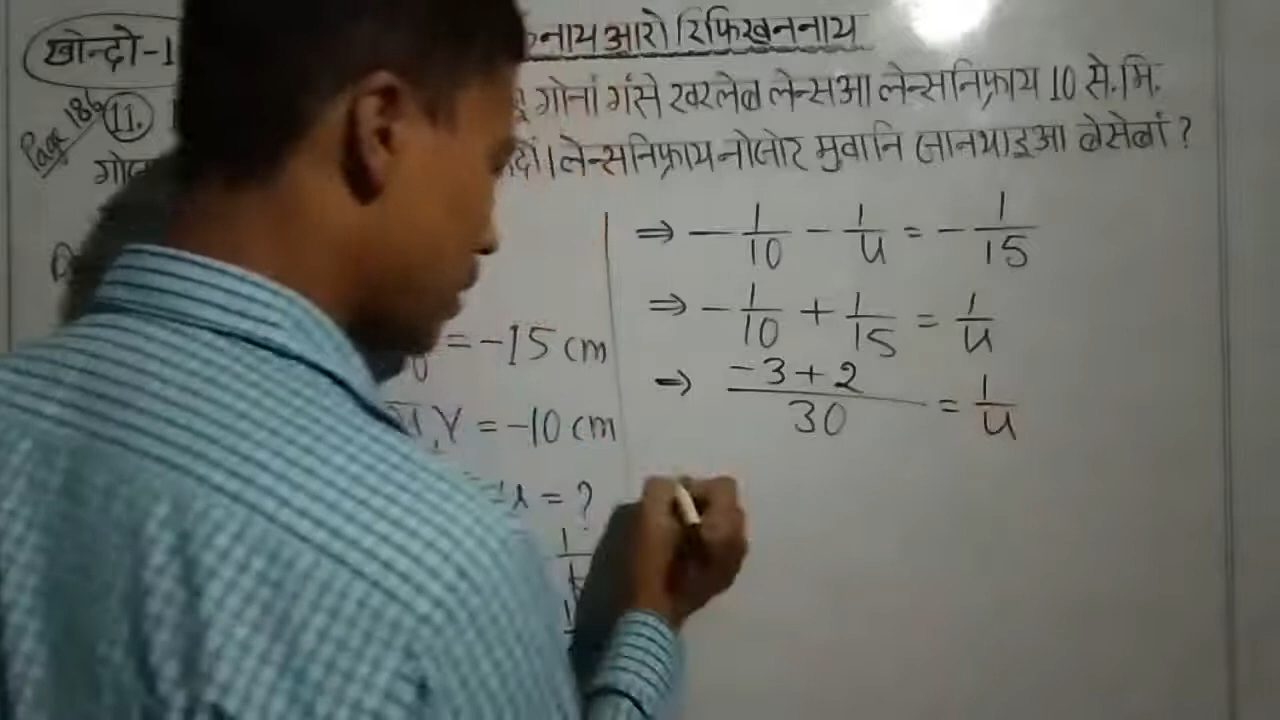 खोन्दो-1 नाय आरो रिफिखननाय
Page 186 11. गोनां गंसे खरलेब लेन्सआ लेन्सनिफ्राय 10 से.मि.
लेन्सनिफ्राय नोजोर मुवानि जानथाइआ बेसेबां ?
= -15 cm
, V = -10 cm
u = ?
⇒ - 1/10 - 1/u = - 1/15
⇒ - 1/10 + 1/15 = 1/u
⇒ (-3+2)/30 = 1/u